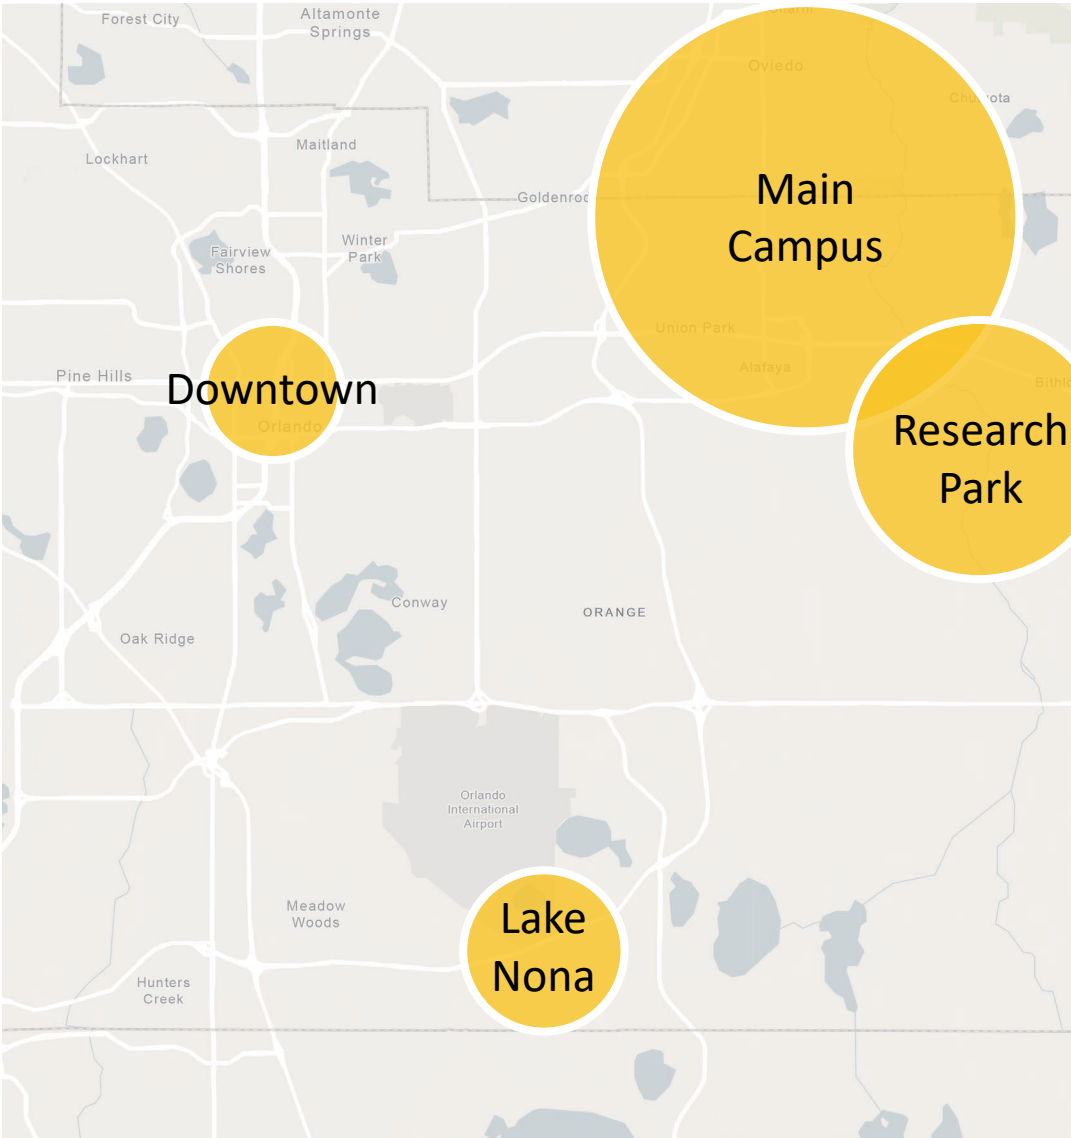 Forest City
Altamonte
Springs
Oviedo
Lockhart
Maitland
Main
Campus
Winter
Park
Fairview
Shores
Union Park
Pine Hills
Downtown
Alafaya
Orlando
Research
Park
Conway
ORANGE
Oak Ridge
Orlando
International
Airport
Meadow
Woods
Lake
Nona
Hunters
Creek